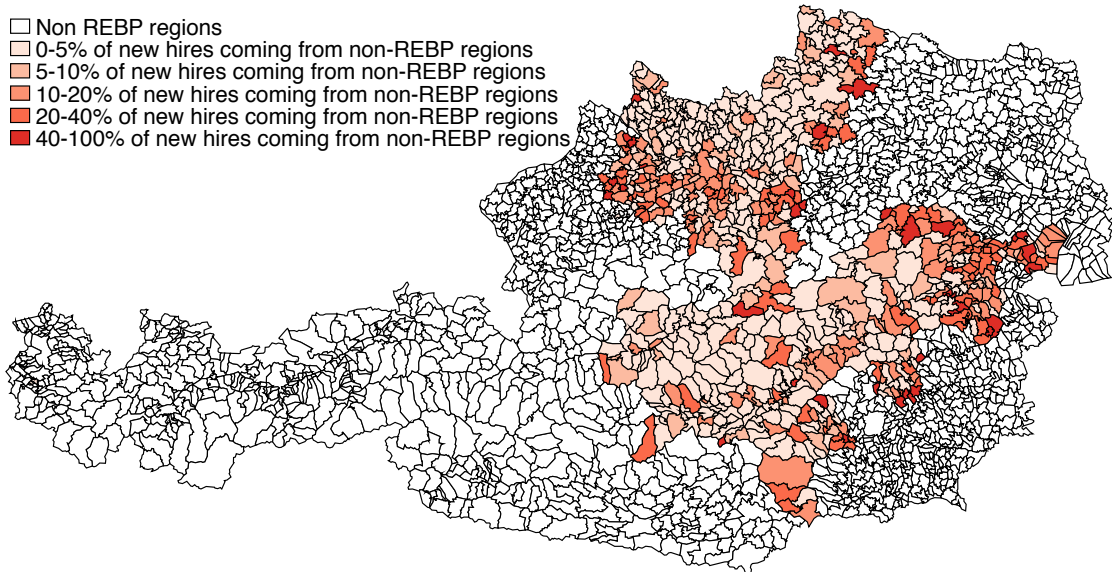 Non REBP regions
0-5% of new hires coming from non-REBP regions
5-10% of new hires coming from non-REBP regions
10-20% of new hires coming from non-REBP regions
20-40% of new hires coming from non-REBP regions
40-100% of new hires coming from non-REBP regions